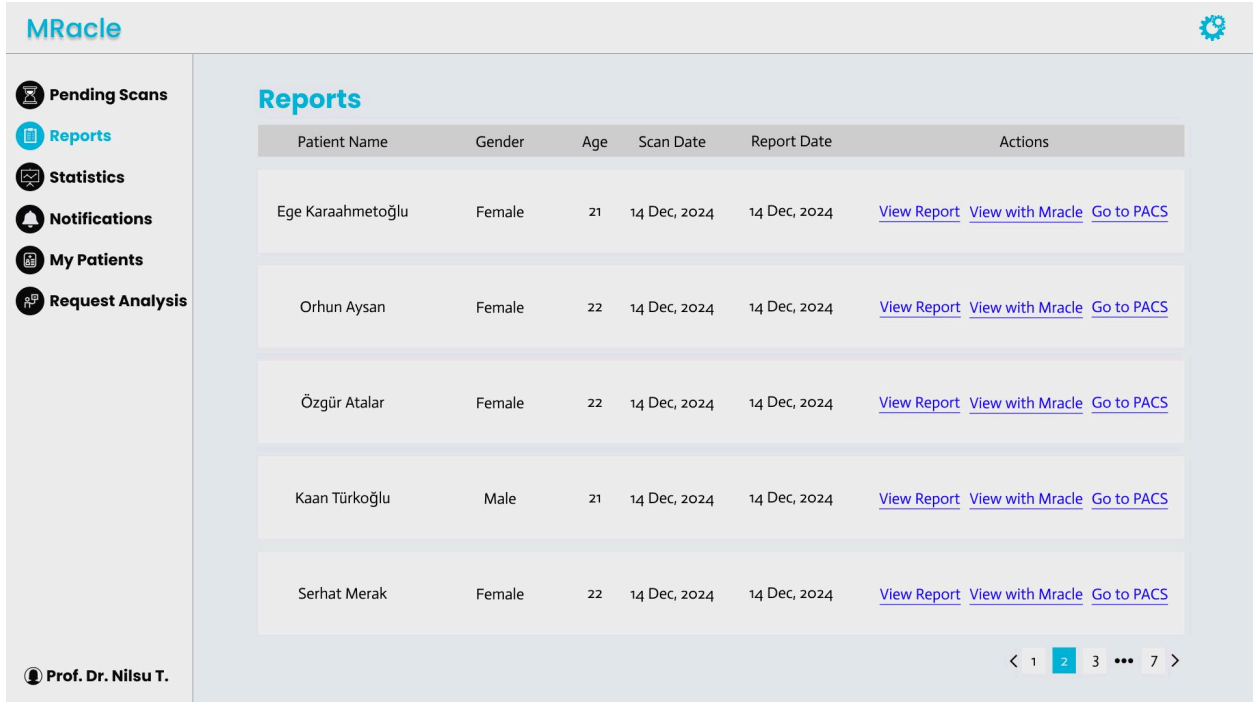 MRacle
Pending Scans
Reports
Statistics
Notifications
My Patients
Request Analysis
Prof. Dr. Nilsu T.
Reports
Patient Name Gender Age Scan Date Report Date Actions
Ege Karaahmetoğlu Female 21 14 Dec, 2024 14 Dec, 2024 View Report View with Mracle Go to PACS
Orhun Aysan Female 22 14 Dec, 2024 14 Dec, 2024 View Report View with Mracle Go to PACS
Özgür Atalar Female 22 14 Dec, 2024 14 Dec, 2024 View Report View with Mracle Go to PACS
Kaan Türkoğlu Male 21 14 Dec, 2024 14 Dec, 2024 View Report View with Mracle Go to PACS
Serhat Merak Female 22 14 Dec, 2024 14 Dec, 2024 View Report View with Mracle Go to PACS
1 2 3 ••• 7